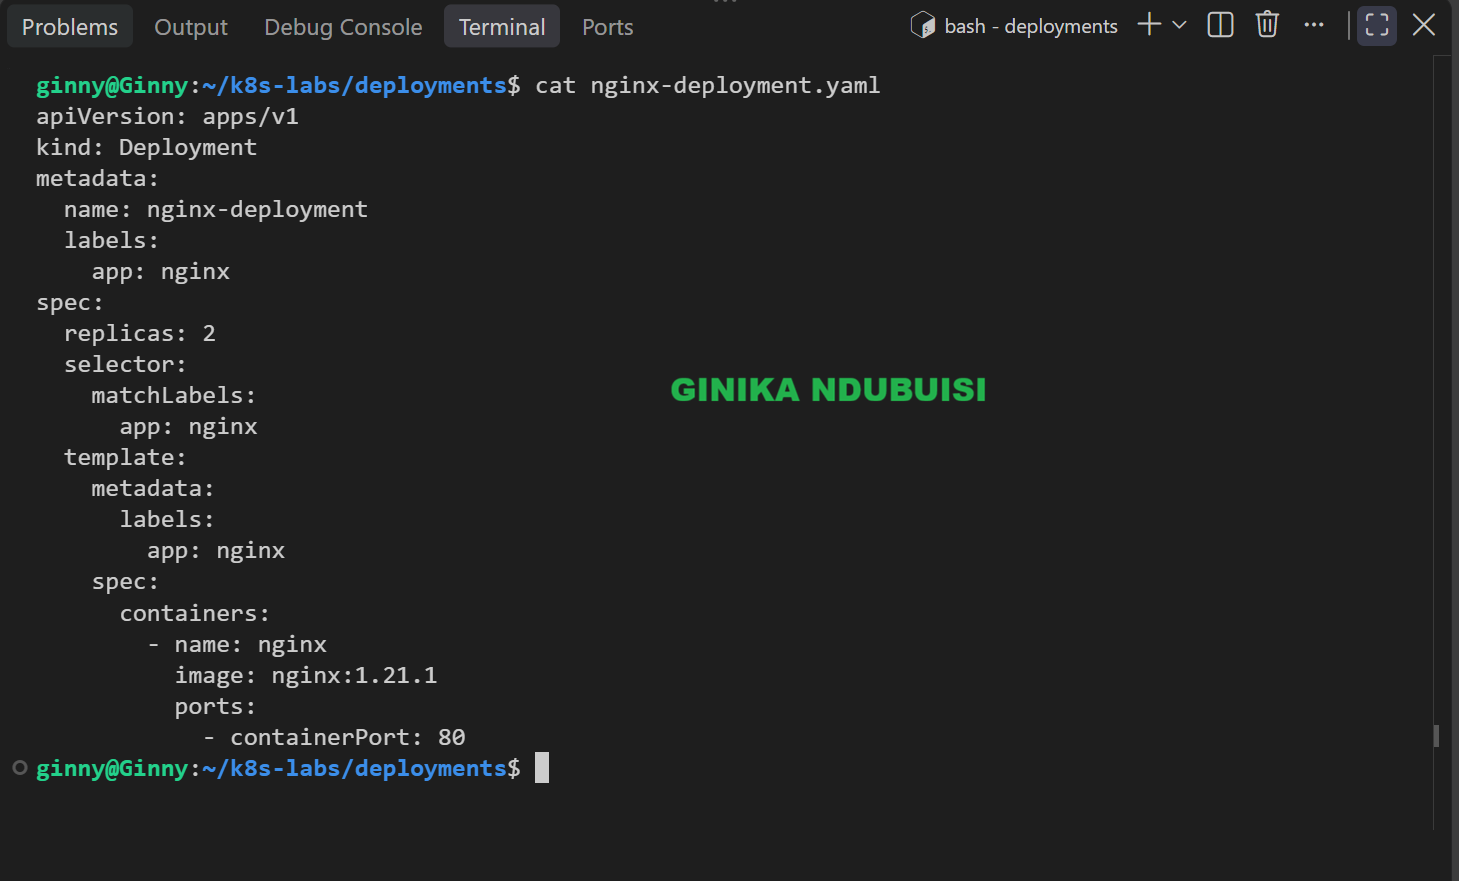 Problems Output Debug Console Terminal Ports bash - deployments
ginny@Ginny:~/k8s-labs/deployments$ cat nginx-deployment.yaml
apiVersion: apps/v1
kind: Deployment
metadata:
  name: nginx-deployment
  labels:
    app: nginx
spec:
  replicas: 2
  selector:
    matchLabels:
      app: nginx
  template:
    metadata:
      labels:
        app: nginx
    spec:
      containers:
        - name: nginx
          image: nginx:1.21.1
          ports:
            - containerPort: 80
ginny@Ginny:~/k8s-labs/deployments$
GINIKA NDUBUISI